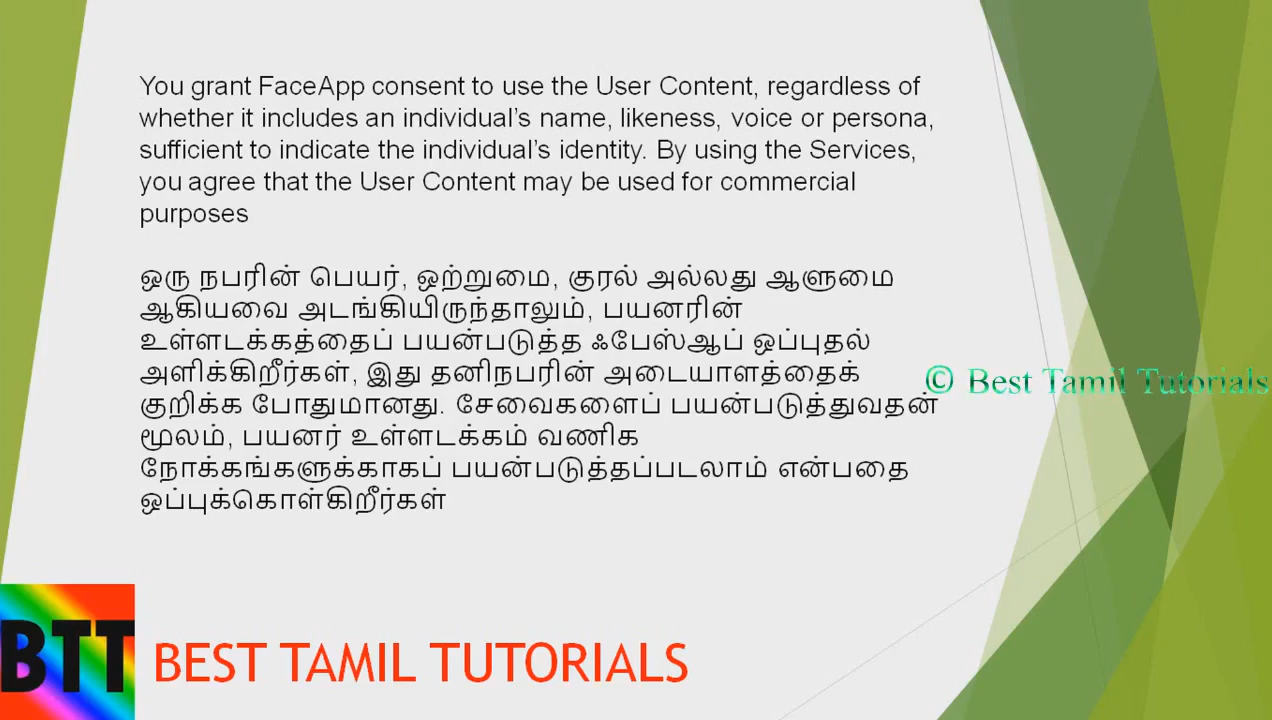 You grant FaceApp consent to use the User Content, regardless of
whether it includes an individual’s name, likeness, voice or persona,
sufficient to indicate the individual’s identity. By using the Services,
you agree that the User Content may be used for commercial
purposes
ஒரு நபரின் பெயர், ஒற்றுமை, குரல் அல்லது ஆளுமை
ஆகியவை அடங்கியிருந்தாலும், பயனரின்
உள்ளடக்கத்தைப் பயன்படுத்த ஃபேஸ்ஆப் ஒப்புதல்
அளிக்கிறீர்கள், இது தனிநபரின் அடையாளத்தைக்
குறிக்க போதுமானது. சேவைகளைப் பயன்படுத்துவதன்
மூலம், பயனர் உள்ளடக்கம் வணிக
நோக்கங்களுக்காகப் பயன்படுத்தப்படலாம் என்பதை
ஒப்புக்கொள்கிறீர்கள்
© Best Tamil Tutorials
BTT
BEST TAMIL TUTORIALS